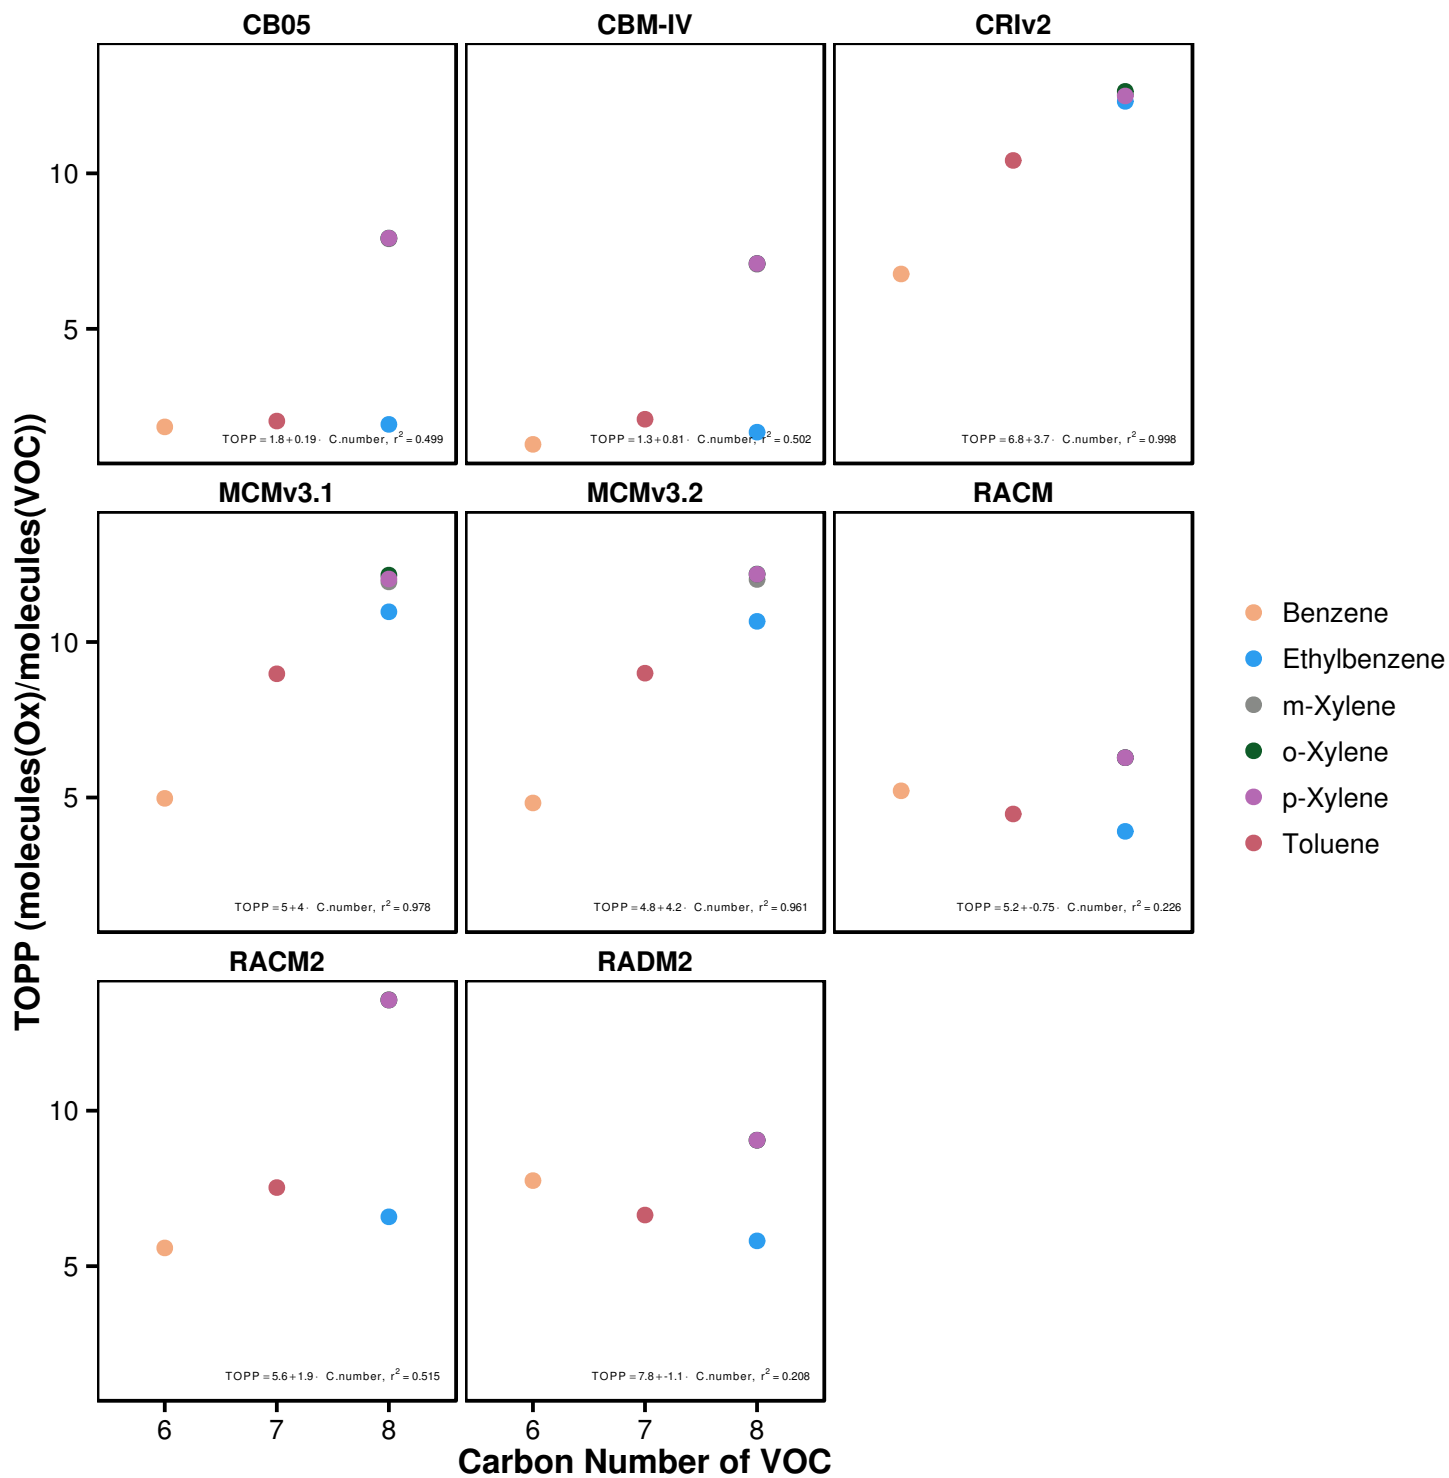 CB05
CBM-IV
CRIv2
10
5
TOPP = 1.8 + 0.19 · C.number, r² = 0.499
TOPP = 1.3 + 0.81 · C.number, r² = 0.502
TOPP = 6.8 + 3.7 · C.number, r² = 0.998
MCMv3.1
MCMv3.2
RACM
10
5
TOPP = 5 + 4 · C.number, r² = 0.978
TOPP = 4.8 + 4.2 · C.number, r² = 0.961
TOPP = 5.2 + -0.75 · C.number, r² = 0.226
RACM2
RADM2
10
5
TOPP = 5.6 + 1.9 · C.number, r² = 0.515
TOPP = 7.8 + -1.1 · C.number, r² = 0.208
6 7 8
6 7 8
Carbon Number of VOC
TOPP (molecules(Ox)/molecules(VOC))
Benzene
Ethylbenzene
m-Xylene
o-Xylene
p-Xylene
Toluene